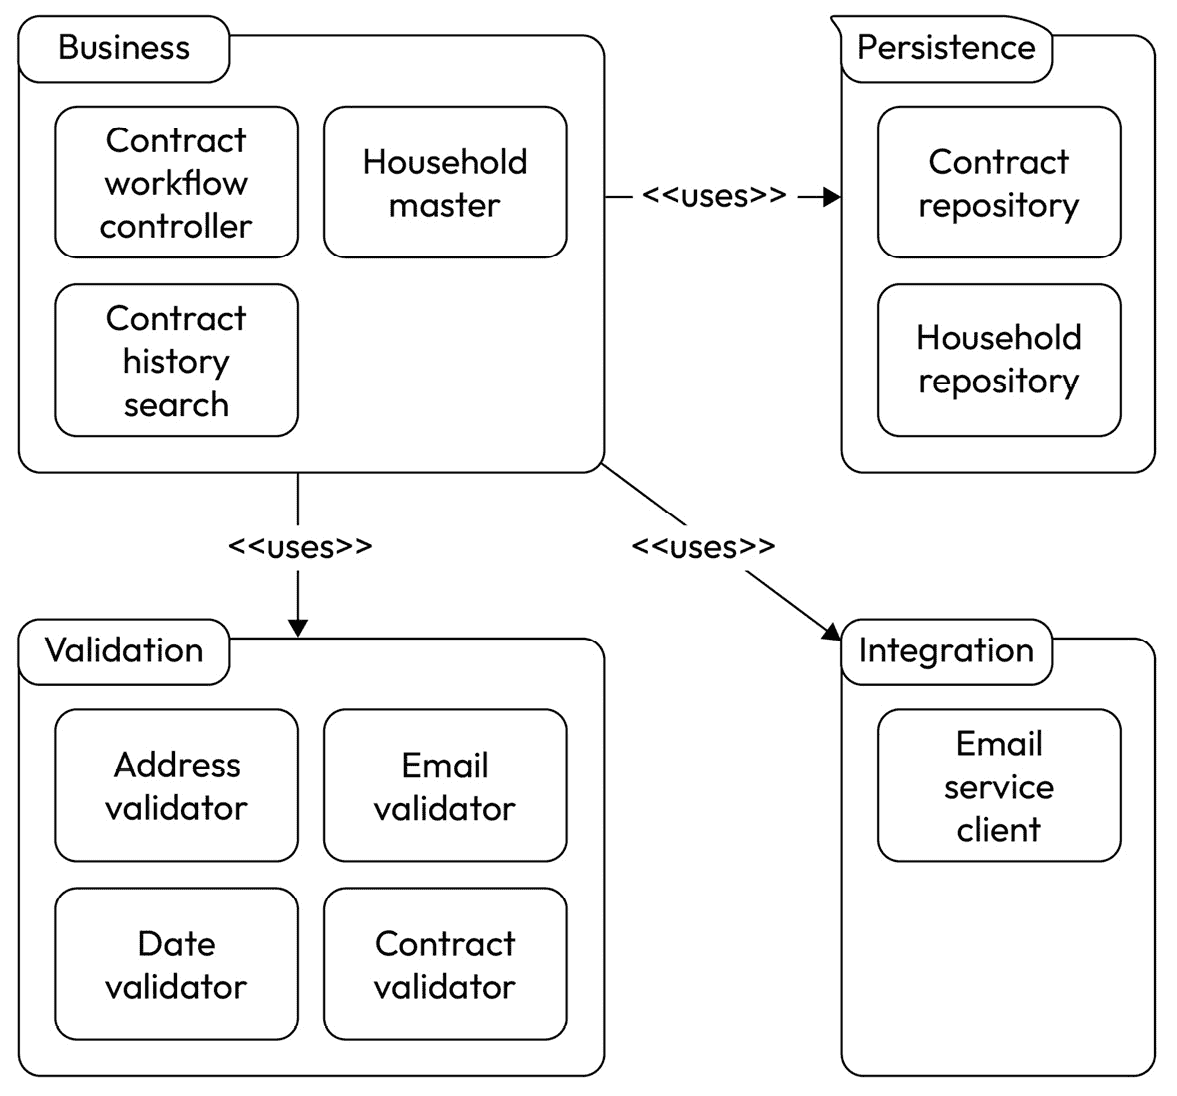 Business
Contract
workflow
controller
Household
master
Contract
history
search
<<uses>>
Persistence
Contract
repository
Household
repository
<<uses>>
<<uses>>
Validation
Address
validator
Email
validator
Date
validator
Contract
validator
Integration
Email
service
client